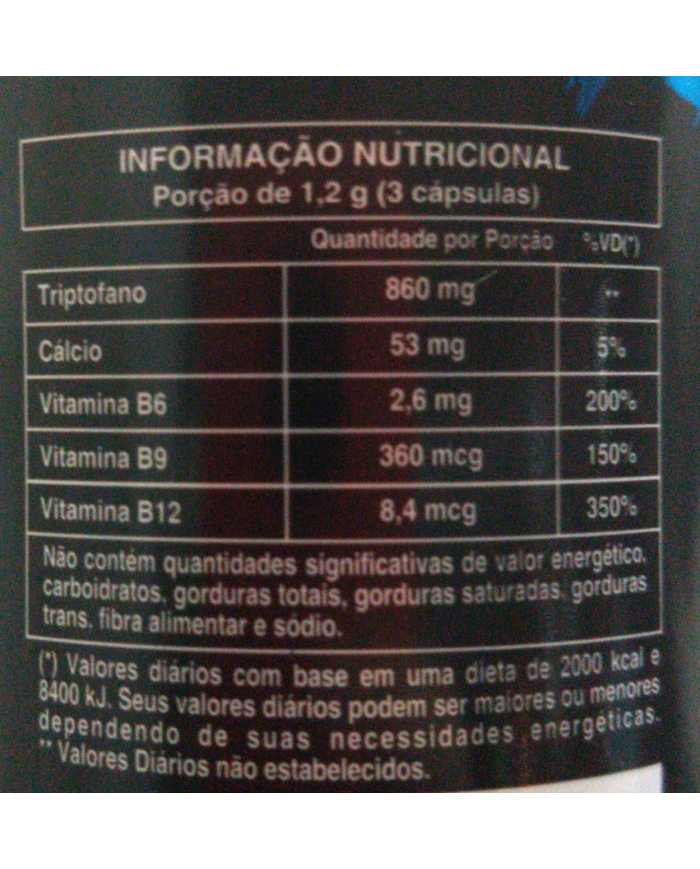 INFORMAÇÃO NUTRICIONAL
Porção de 1,2 g (3 cápsulas)
Quantidade por Porção %VD(*)
Triptofano 860 mg **
Cálcio 53 mg 5%
Vitamina B6 2,6 mg 200%
Vitamina B9 360 mcg 150%
Vitamina B12 8,4 mcg 350%
Não contém quantidades significativas de valor energético,
carboidratos, gorduras totais, gorduras saturadas, gorduras
trans, fibra alimentar e sódio.
(*) Valores diários com base em uma dieta de 2000 kcal e
8400 kJ. Seus valores diários podem ser maiores ou menores
dependendo de suas necessidades energéticas.
** Valores Diários não estabelecidos.